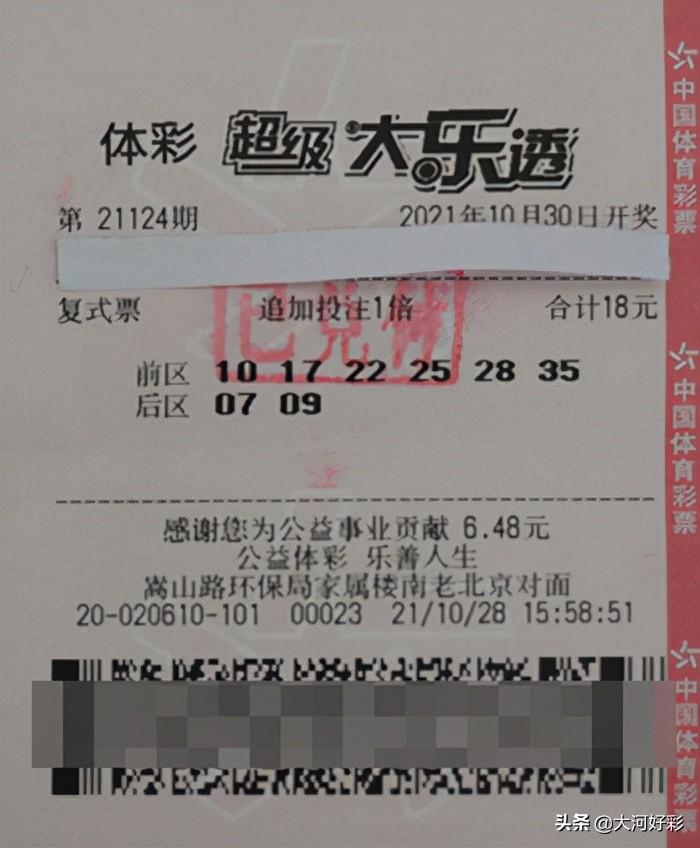 体彩 超级大乐透
第 21124期 2021年10月30日开奖
复式票 追加投注1倍 合计18元
已兑
前区 10 17 22 25 28 35
后区 07 09
感谢您为公益事业贡献 6.48元
公益体彩 乐善人生
嵩山路环保局家属楼南老北京对面
20-020610-101 00023 21/10/28 15:58:51
中国体育彩票
中国体育彩票
中国体育彩票
头条 @大河好彩